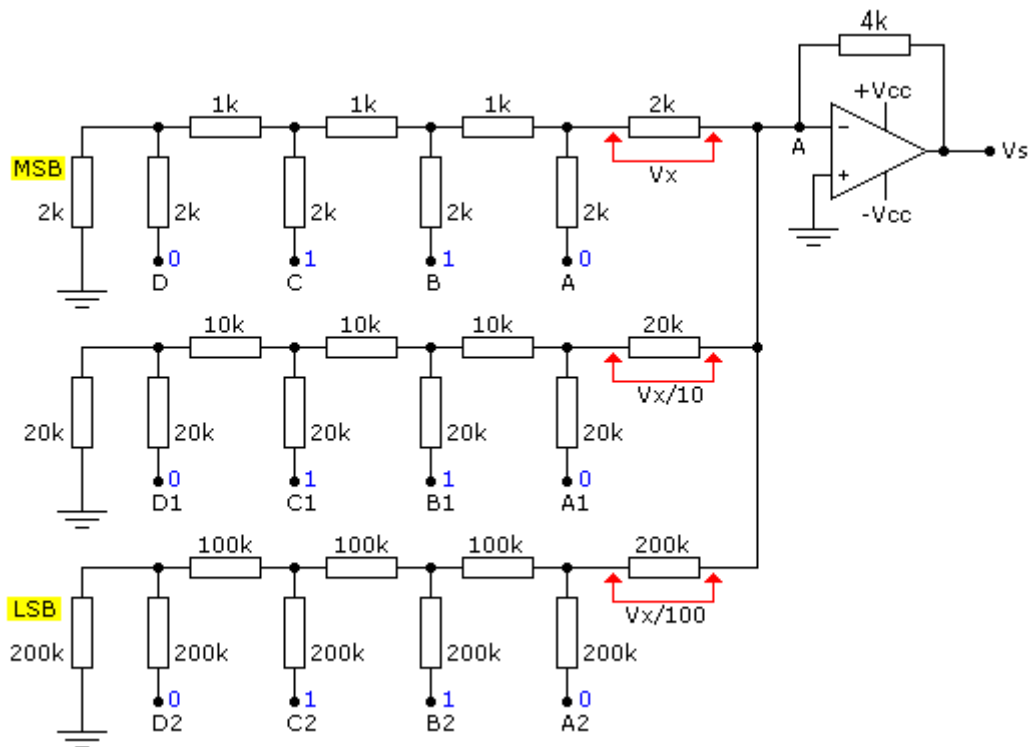 4k
1k 1k 1k 2k
+Vcc
−
A
Vs
MSB
Vx
+
2k 2k 2k 2k 2k
-Vcc
0 1 1 0
D C B A
10k 10k 10k 20k
Vx/10
20k 20k 20k 20k 20k
0 1 1 0
D1 C1 B1 A1
100k 100k 100k 200k
LSB
Vx/100
200k 200k 200k 200k 200k
0 1 1 0
D2 C2 B2 A2